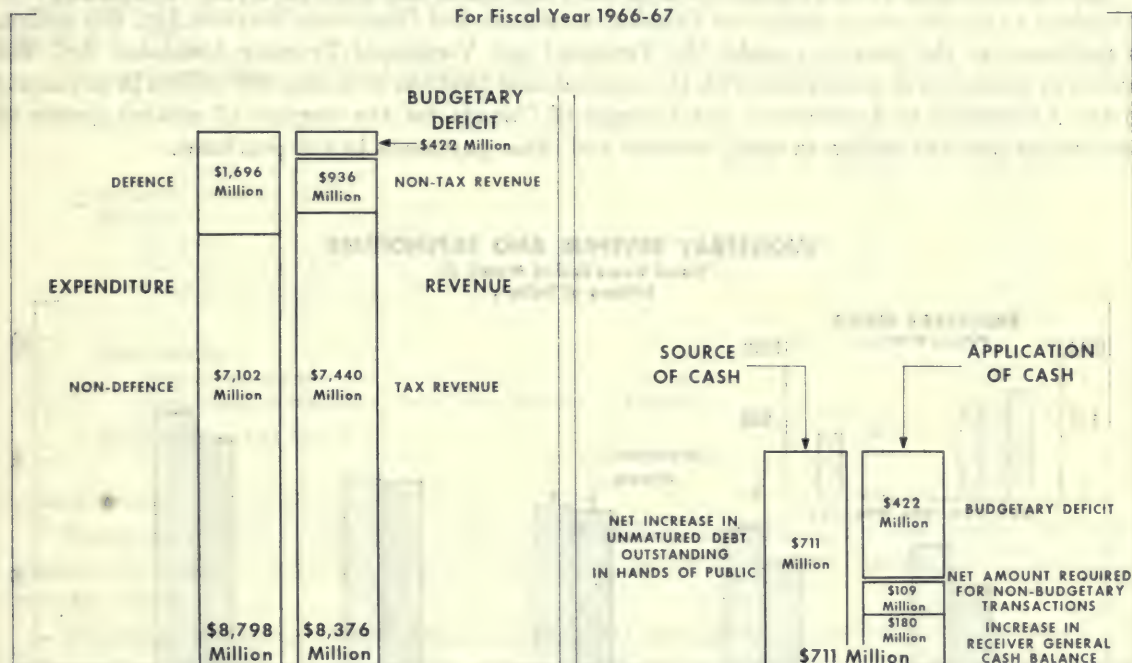 For Fiscal Year 1966-67
BUDGETARY
DEFICIT
$422 Million
DEFENCE
$1,696
Million
$936
Million
NON-TAX REVENUE
EXPENDITURE
REVENUE
NON-DEFENCE
$7,102
Million
$7,440
Million
TAX REVENUE
$8,798
Million
$8,376
Million
SOURCE
OF CASH
APPLICATION
OF CASH
NET INCREASE IN
UNMATURED DEBT
OUTSTANDING
IN HANDS OF PUBLIC
$711
Million
$422
Million
BUDGETARY DEFICIT
$109
Million
NET AMOUNT REQUIRED
FOR NON-BUDGETARY
TRANSACTIONS
$180
Million
INCREASE IN
RECEIVER GENERAL
CASH BALANCE
$711 Million